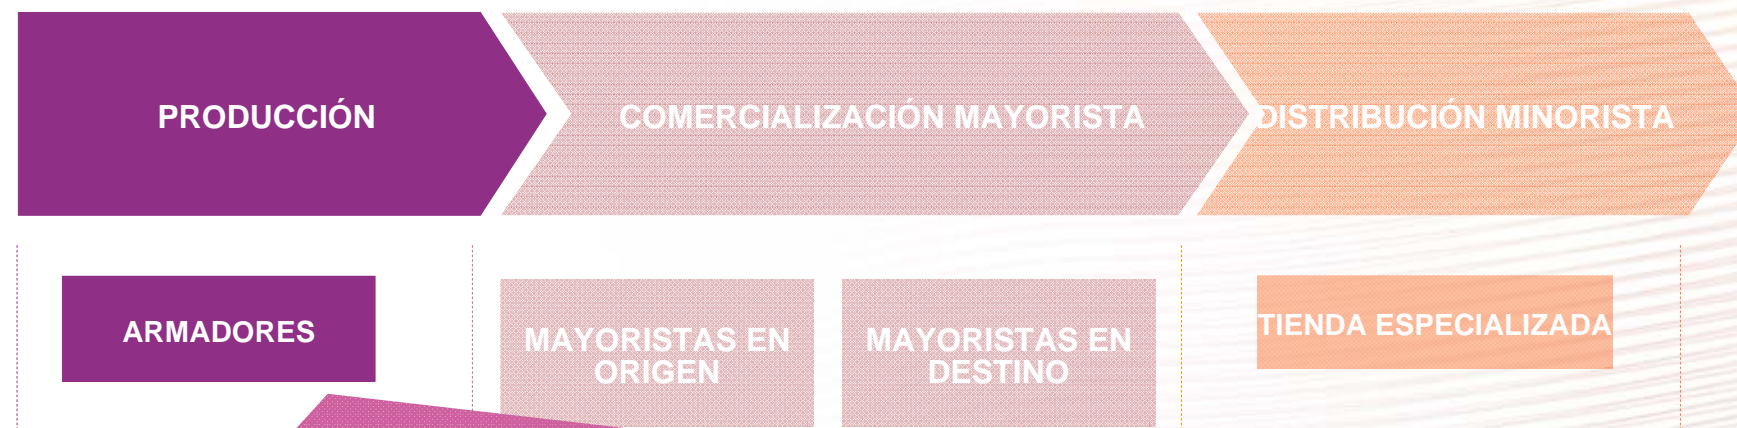 PRODUCCIÓN
COMERCIALIZACIÓN MAYORISTA
DISTRIBUCIÓN MINORISTA
ARMADORES
MAYORISTAS EN
ORIGEN
MAYORISTAS EN
DESTINO
TIENDA ESPECIALIZADA